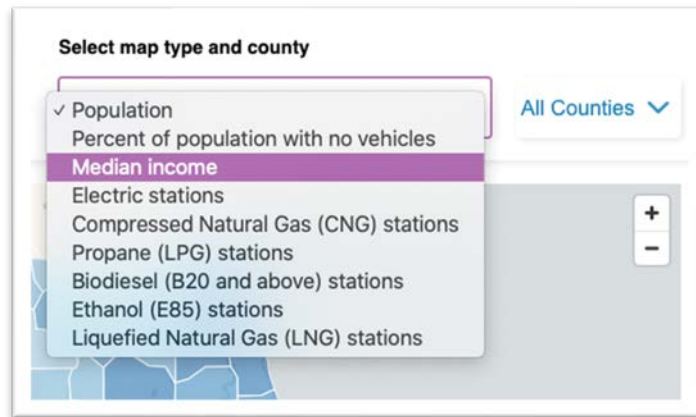 Select map type and county
✓ Population
All Counties
Percent of population with no vehicles
Median income
Electric stations
Compressed Natural Gas (CNG) stations
Propane (LPG) stations
Biodiesel (B20 and above) stations
Ethanol (E85) stations
Liquefied Natural Gas (LNG) stations
+
−